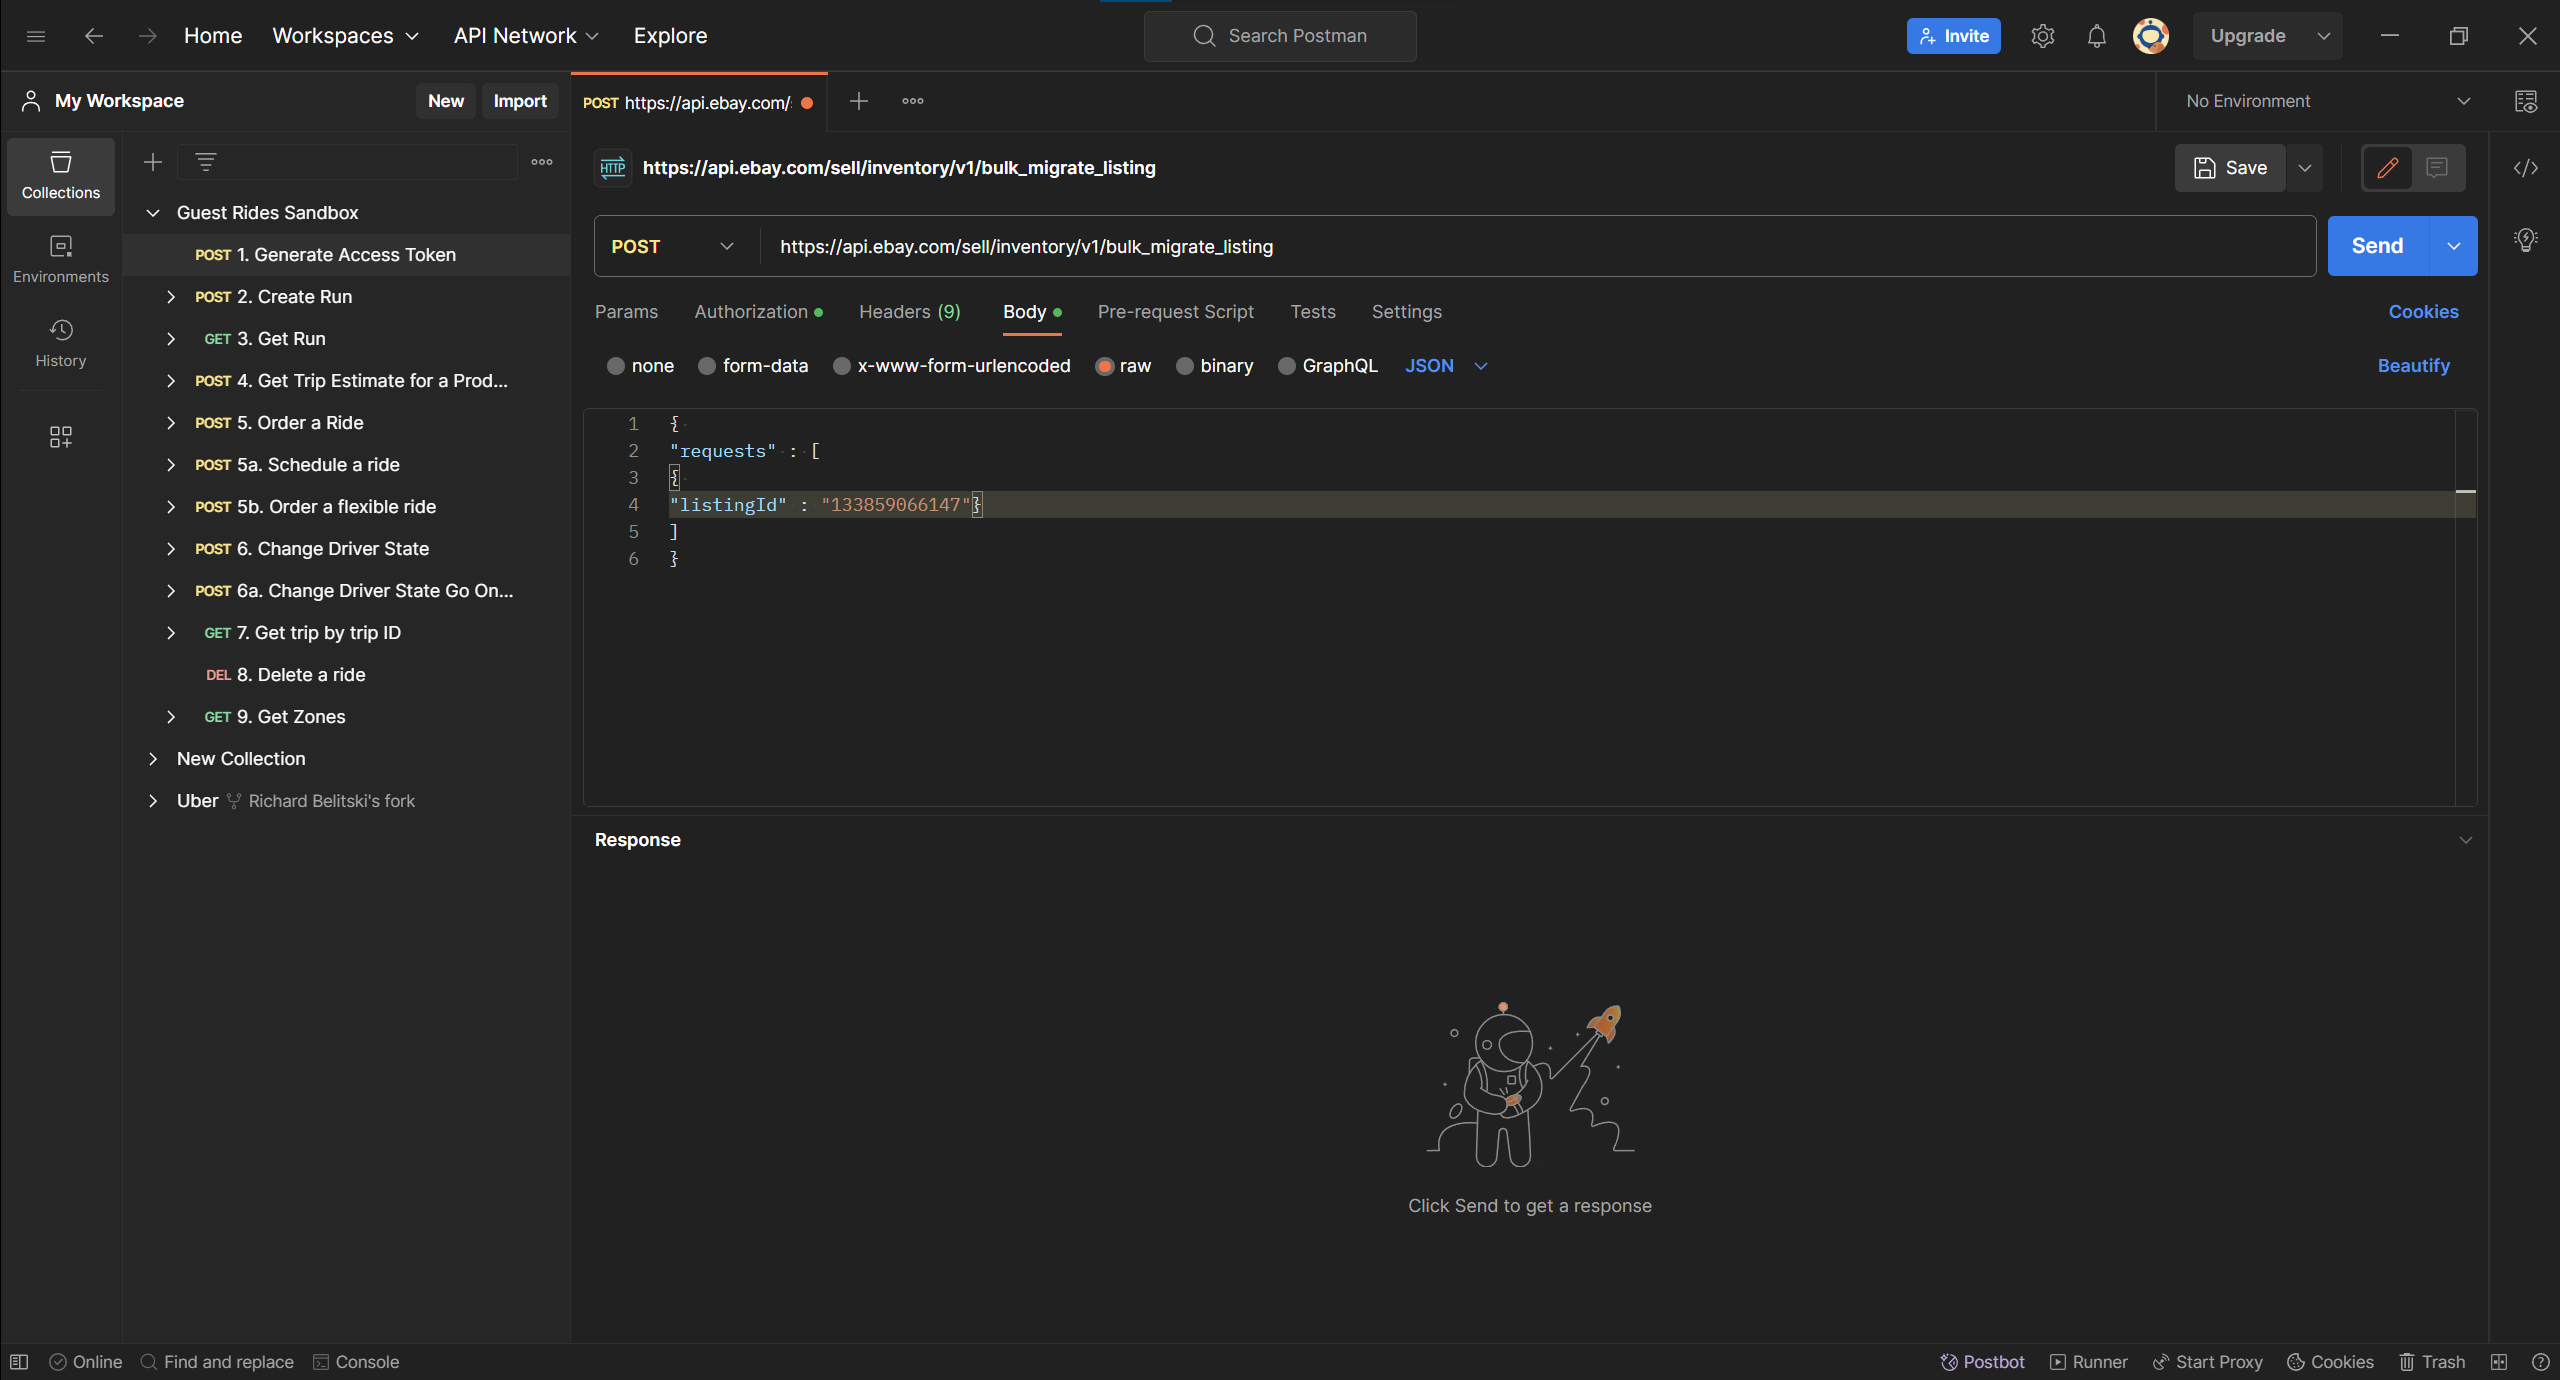 Home Workspaces API Network Explore Search Postman Invite Upgrade
My Workspace New Import POST https://api.ebay.com/ No Environment
Collections
Environments
History
Guest Rides Sandbox
POST 1. Generate Access Token
POST 2. Create Run
GET 3. Get Run
POST 4. Get Trip Estimate for a Prod...
POST 5. Order a Ride
POST 5a. Schedule a ride
POST 5b. Order a flexible ride
POST 6. Change Driver State
POST 6a. Change Driver State Go On...
GET 7. Get trip by trip ID
DEL 8. Delete a ride
GET 9. Get Zones
New Collection
Uber Richard Belitski's fork
HTTP https://api.ebay.com/sell/inventory/v1/bulk_migrate_listing Save
POST https://api.ebay.com/sell/inventory/v1/bulk_migrate_listing Send
Params Authorization Headers (9) Body Pre-request Script Tests Settings Cookies
none form-data x-www-form-urlencoded raw binary GraphQL JSON Beautify
1 {
2 "requests" : [
3 {
4 "listingId" : "133859066147"}
5 ]
6 }
Response
Click Send to get a response
Online Find and replace Console Postbot Runner Start Proxy Cookies Trash